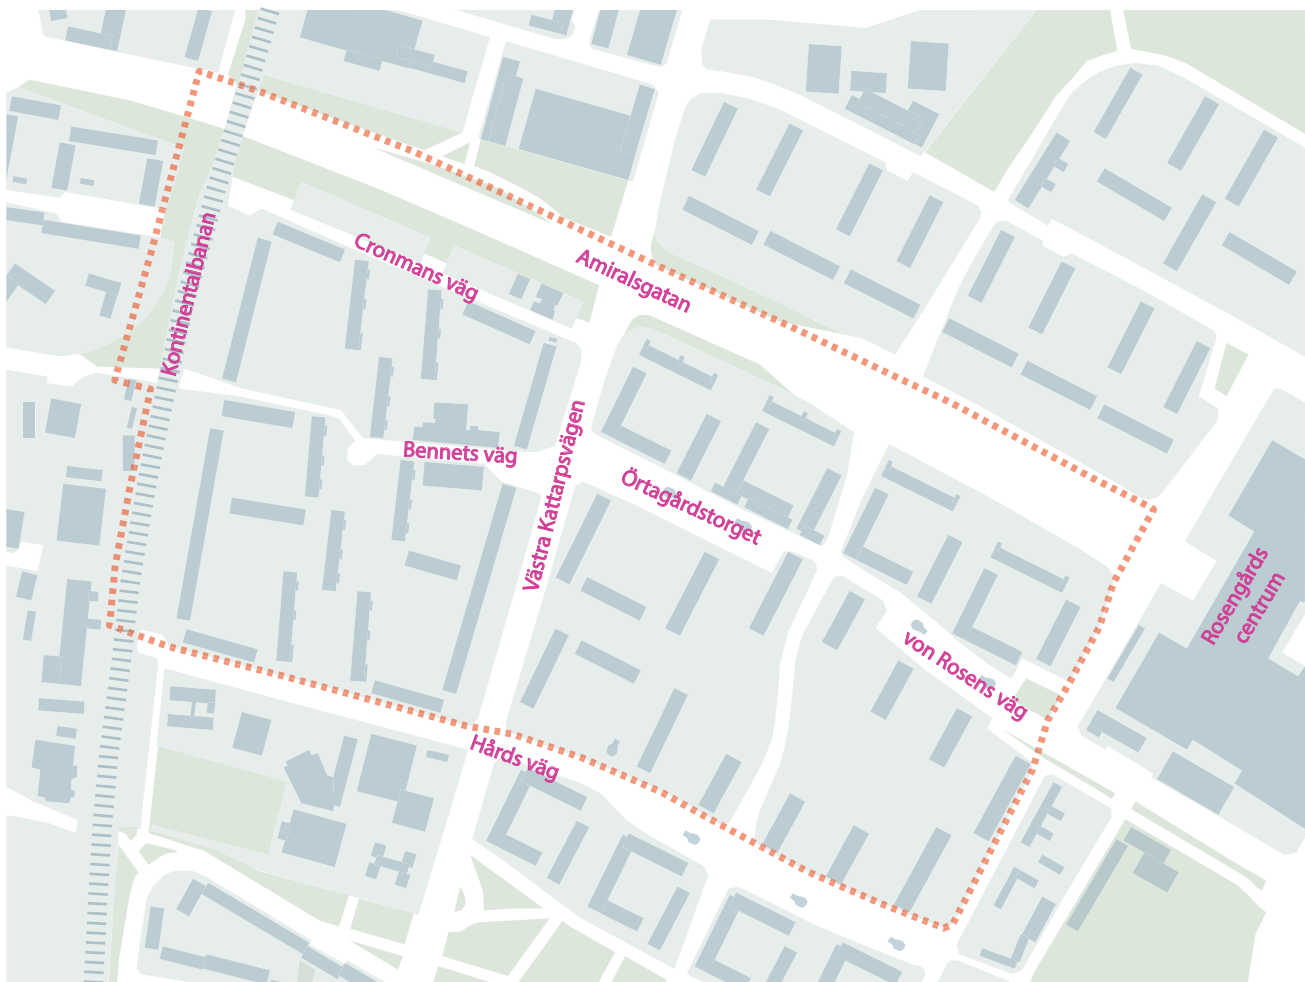 Kontinentalbanan
Cronmans väg
Amiralsgatan
Bennets väg
Västra Kattarpsvägen
Örtagårdstorget
Rosengårds
centrum
von Rosens väg
Hårds väg